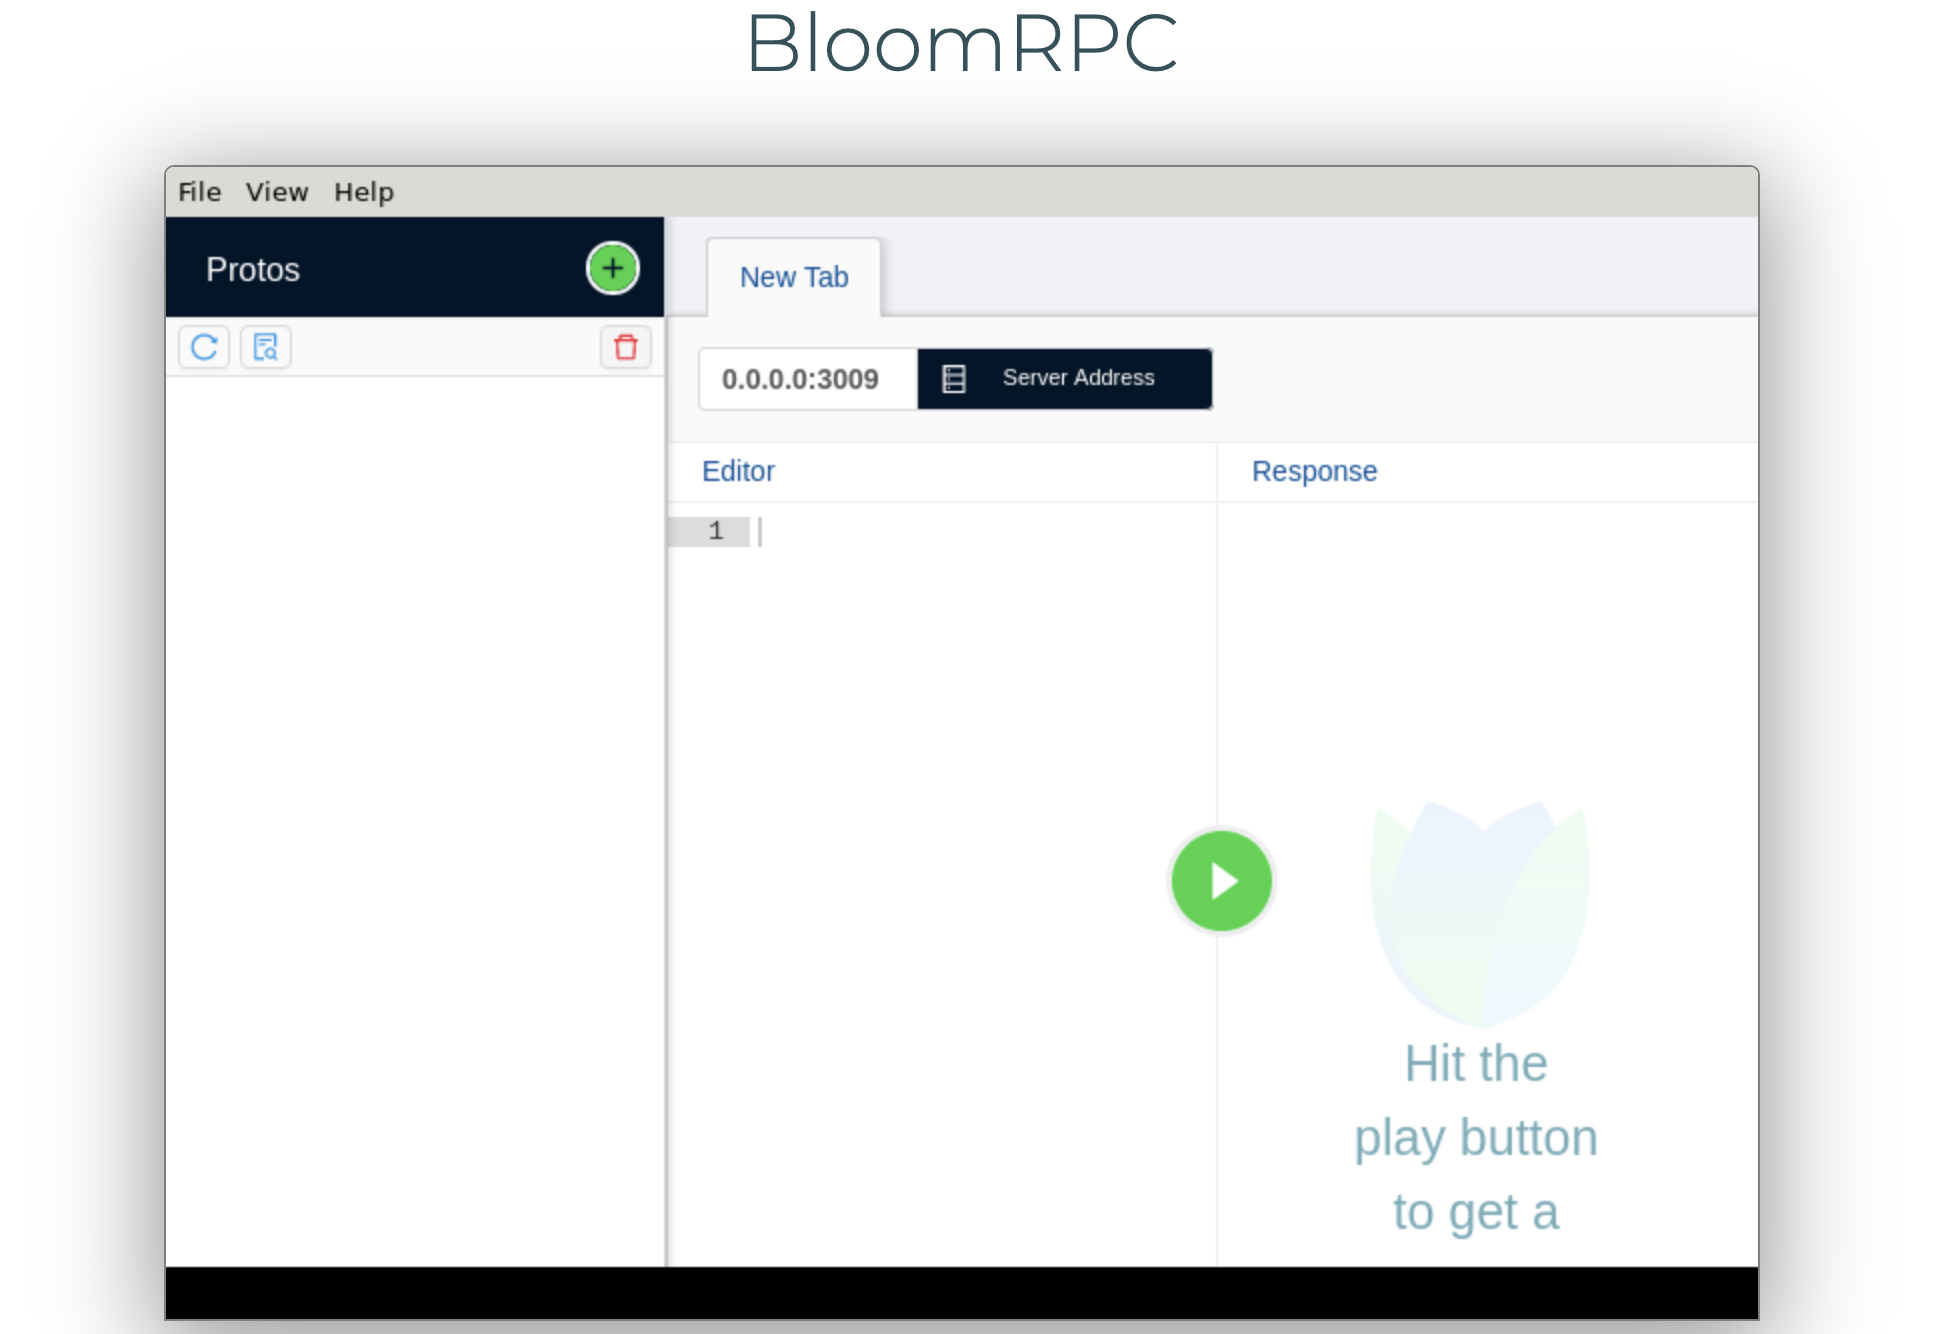 BloomRPC
File View Help
Protos
New Tab
0.0.0.0:3009 Server Address
Editor Response
1
Hit the
play button
to get a